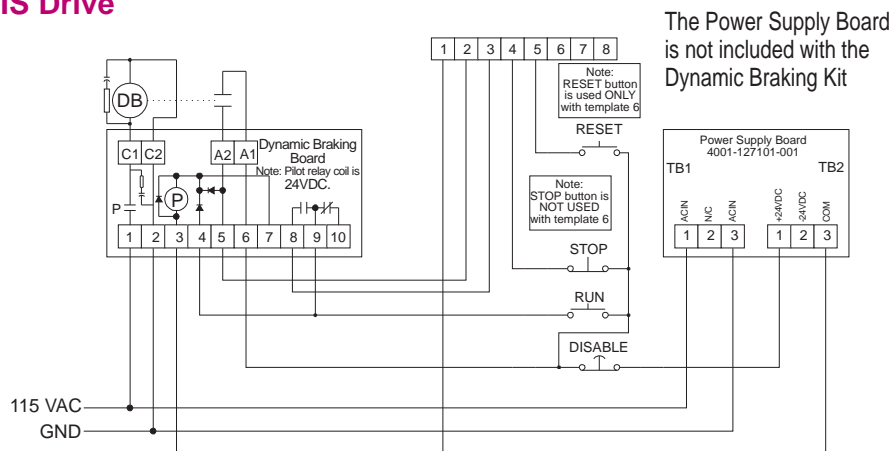 IS Drive
The Power Supply Board
is not included with the
Dynamic Braking Kit
1 2 3 4 5 6 7 8
Note:
RESET button
is used ONLY
with template 6
RESET
DB
C1 C2 A2 A1
Dynamic Braking
Board
Note: Pilot relay coil is
24VDC.
P
P
1 2 3 4 5 6 7 8 9 10
Note:
STOP button is
NOT USED
with template 6
STOP
RUN
DISABLE
Power Supply Board
4001-127101-001
TB1 TB2
ACIN N/C ACIN +24VDC -24VDC COM
1 2 3 1 2 3
115 VAC
GND